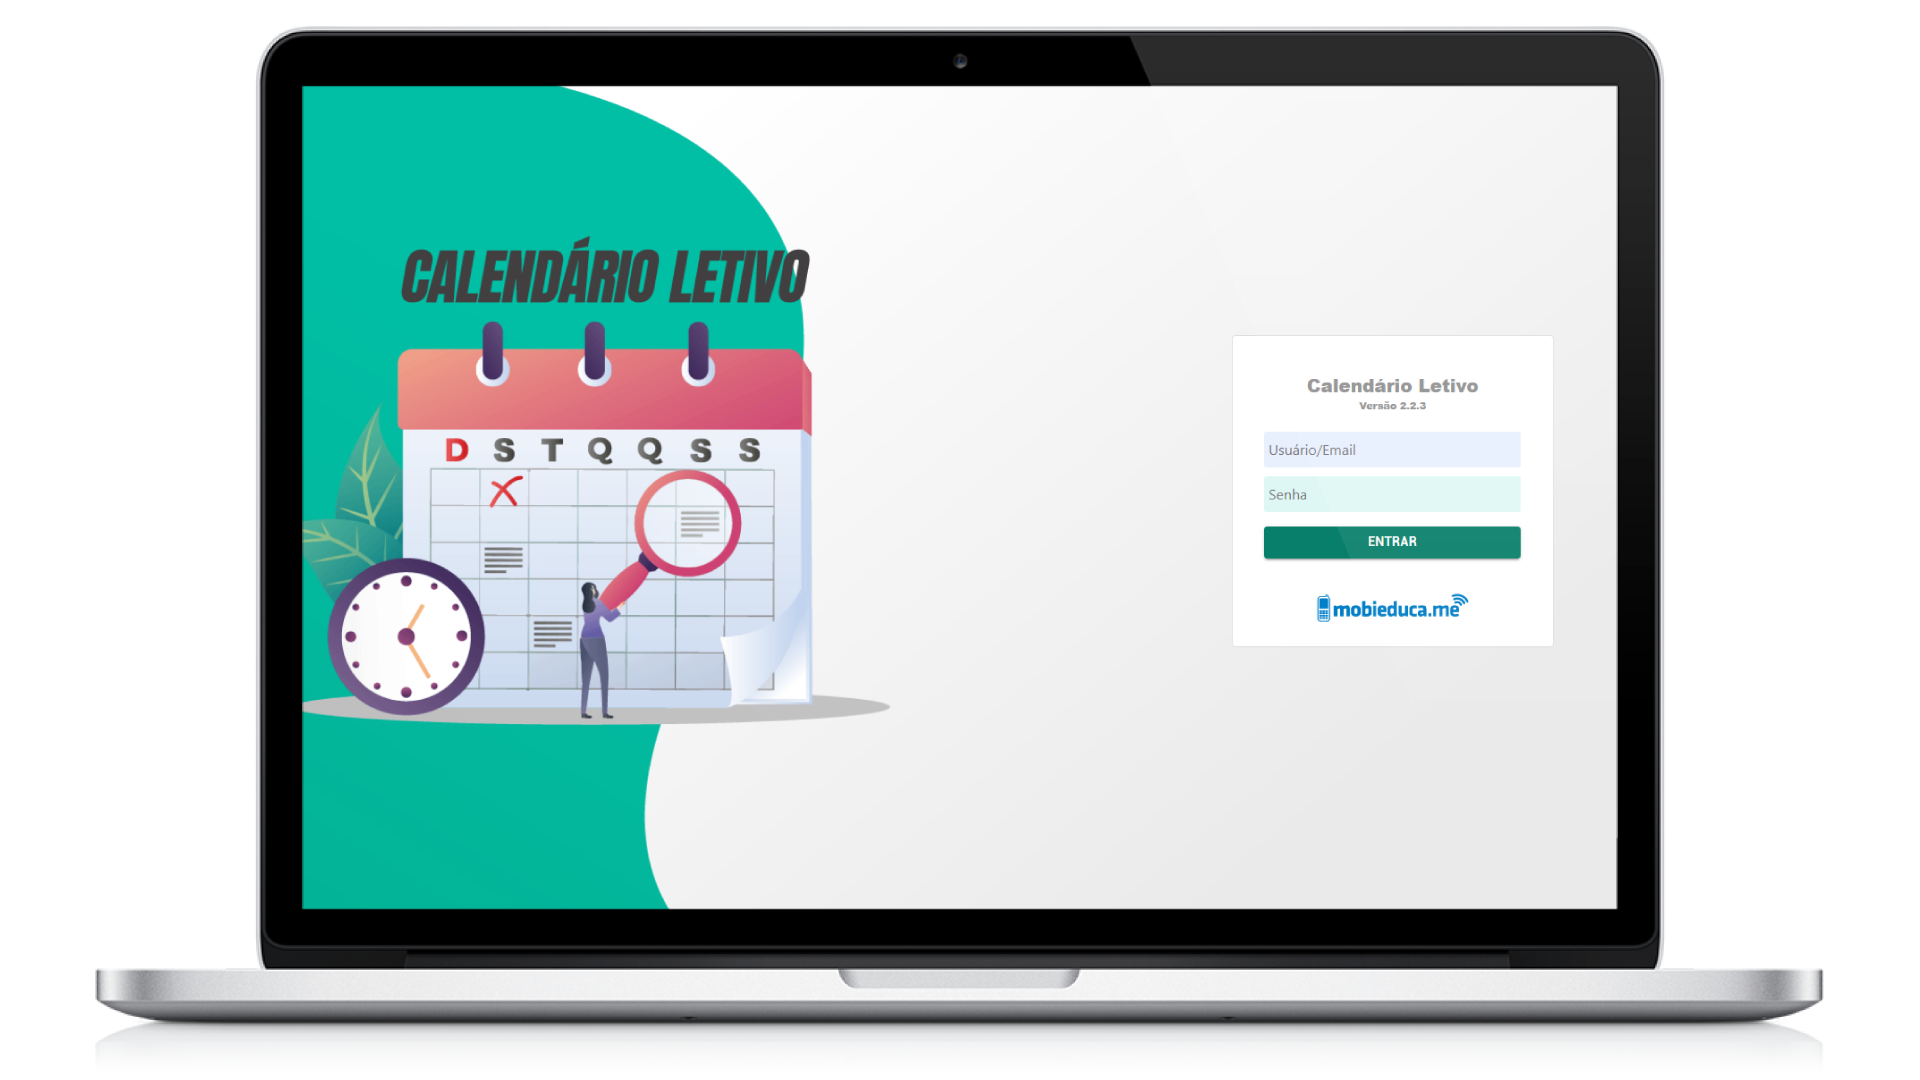 CALENDÁRIO LETIVO
D S T Q Q S S
Calendário Letivo
Versão 2.2.3
Usuário/Email
Senha
ENTRAR
mobieduca.me